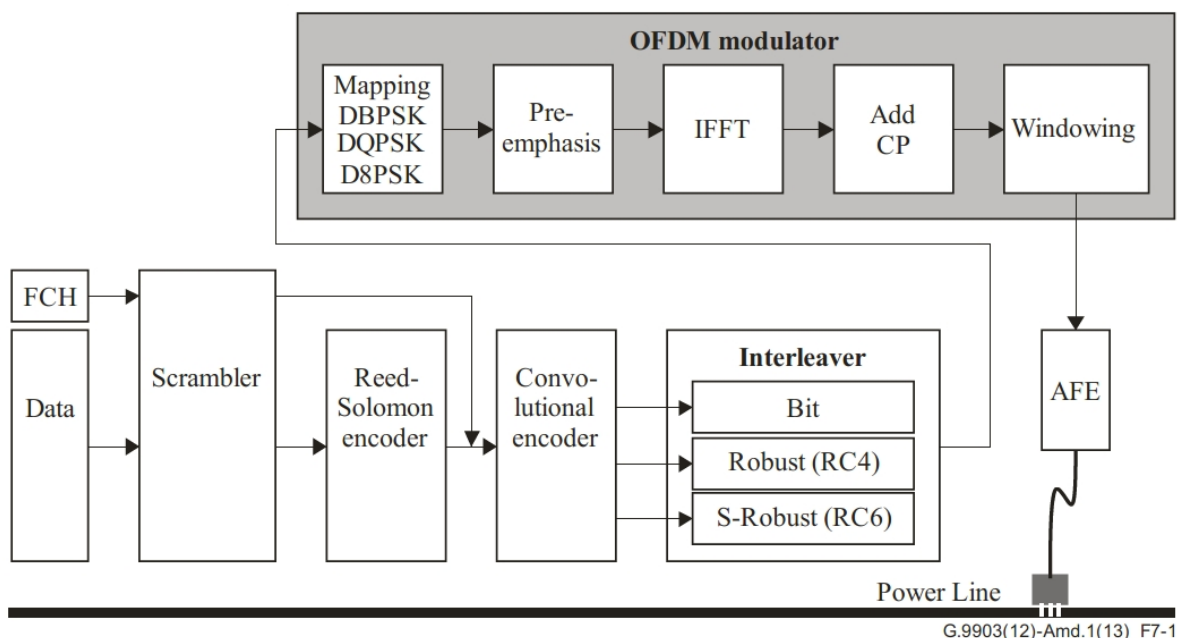 OFDM modulator
Mapping
DBPSK
DQPSK
D8PSK
Pre-
emphasis
IFFT
Add
CP
Windowing
FCH
Data
Scrambler
Reed-
Solomon
encoder
Convo-
lutional
encoder
Interleaver
Bit
Robust (RC4)
S-Robust (RC6)
AFE
Power Line
G.9903(12)-Amd.1(13)_F7-1